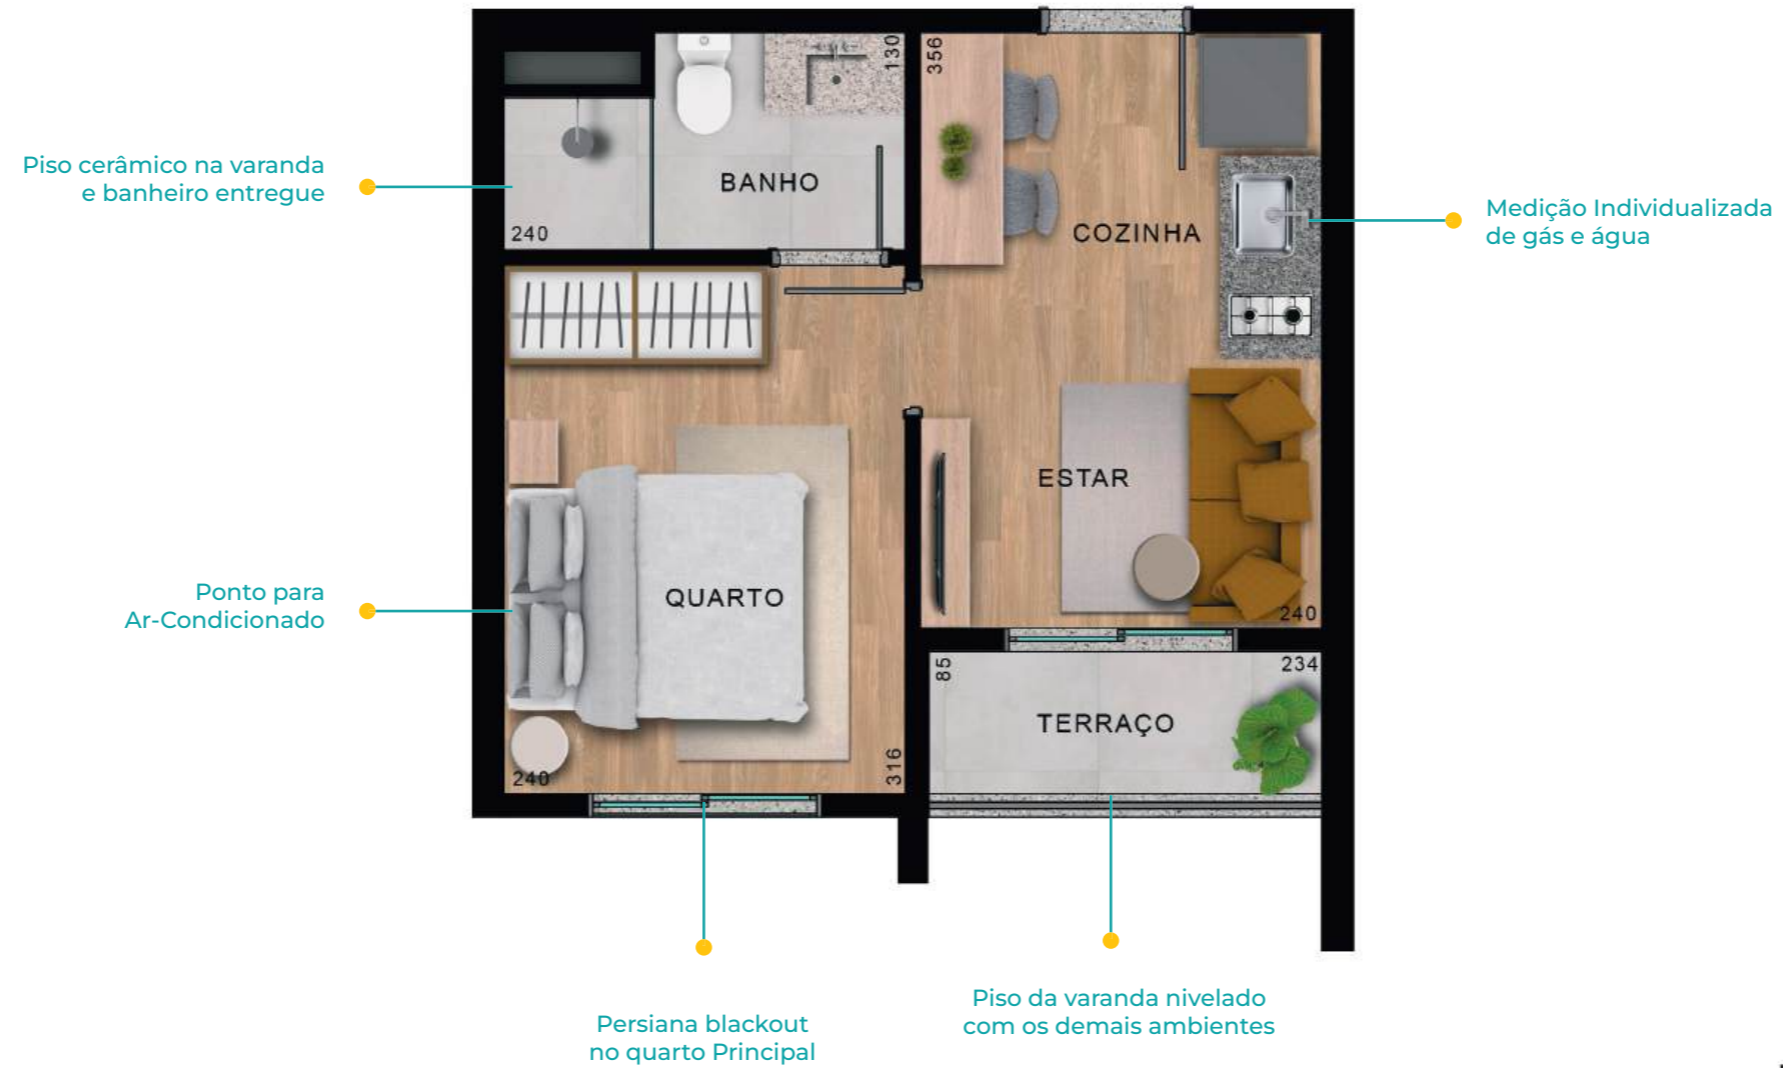 130
356
Piso cerâmico na varanda
e banheiro entregue
BANHO
240
COZINHA
Medição Individualizada
de gás e água
ESTAR
240
Ponto para
Ar-Condicionado
QUARTO
240
316
85
234
TERRAÇO
Persiana blackout
no quarto Principal
Piso da varanda nivelado
com os demais ambientes